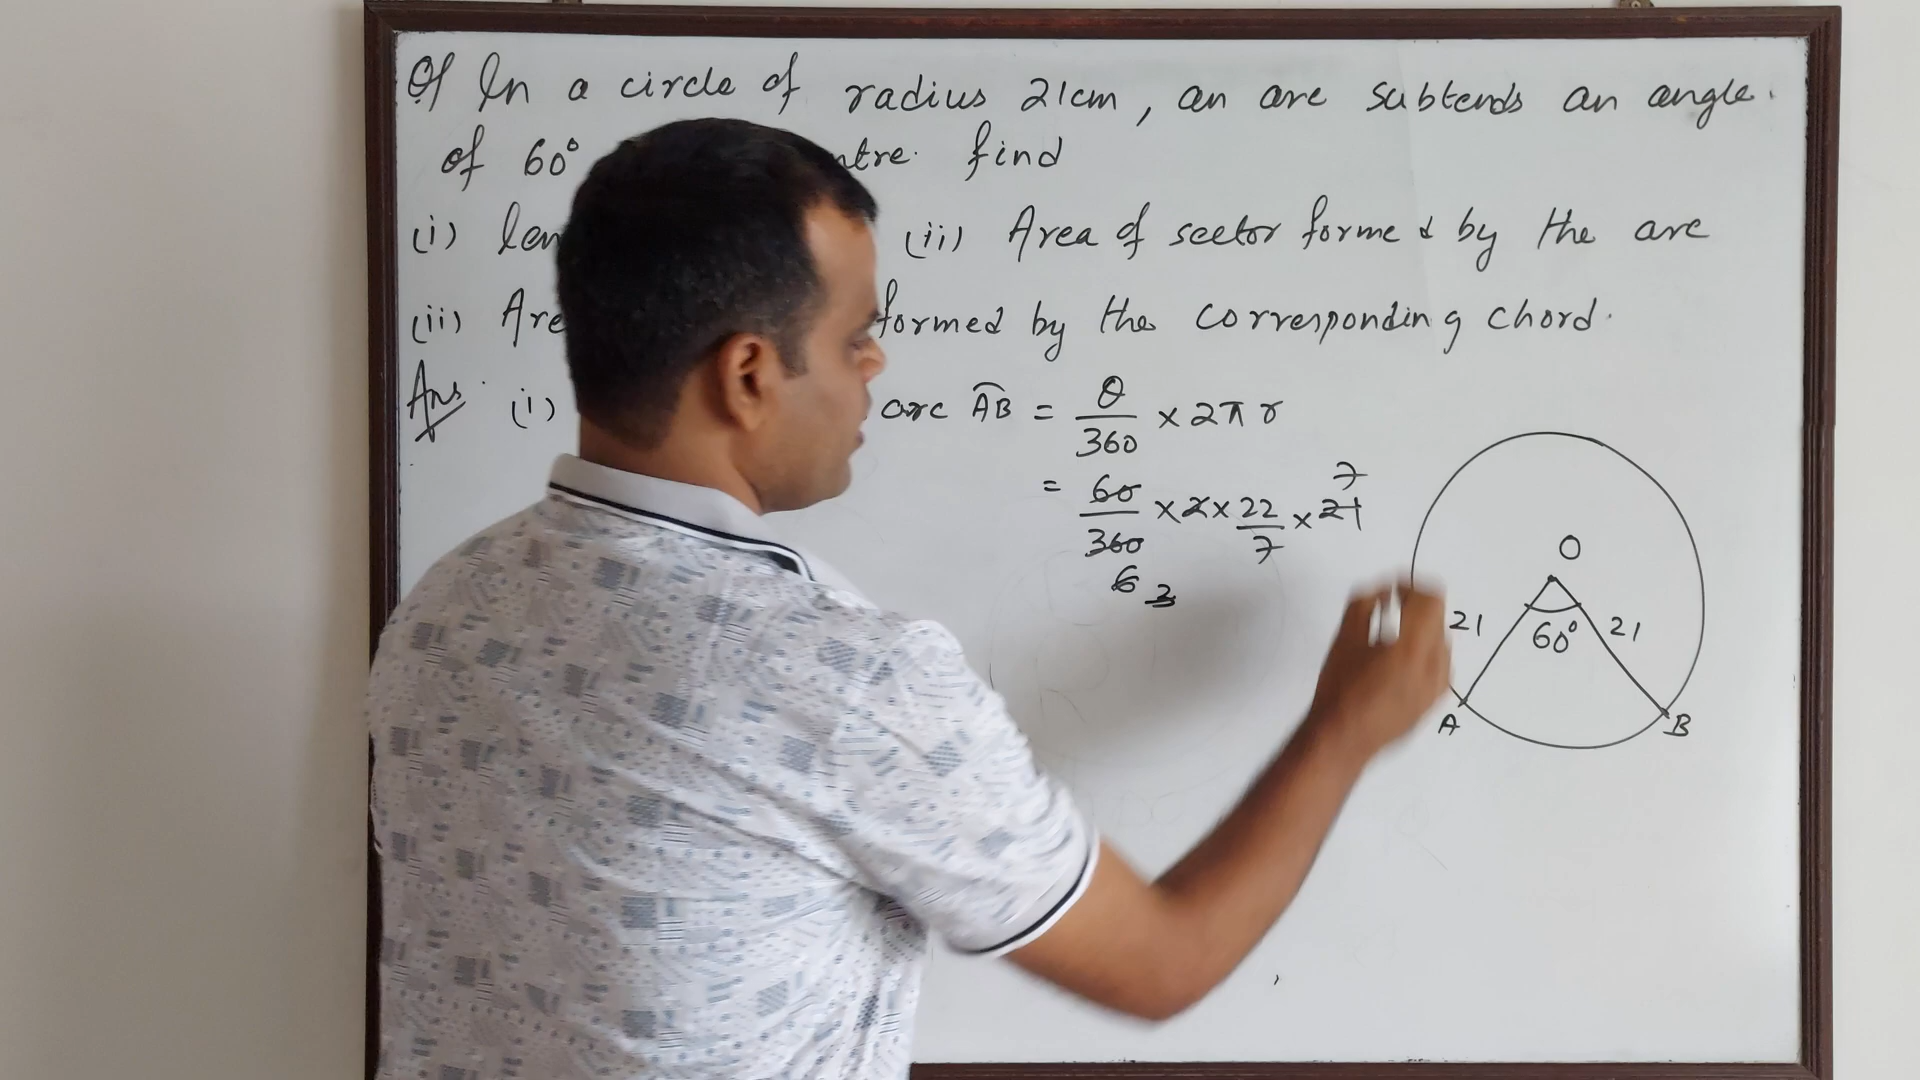 Q/ In a circle of radius 21cm, an arc subtends an angle.
of 60° ntre. find
(i) len (ii) Area of sector formed by the arc
(ii) Are formed by the corresponding chord.
Ans. (i) arc AB = θ/360 × 2π r
= 60/360 × 2 × 22/7 × 21
7
6 3
O
21 60° 21
A B